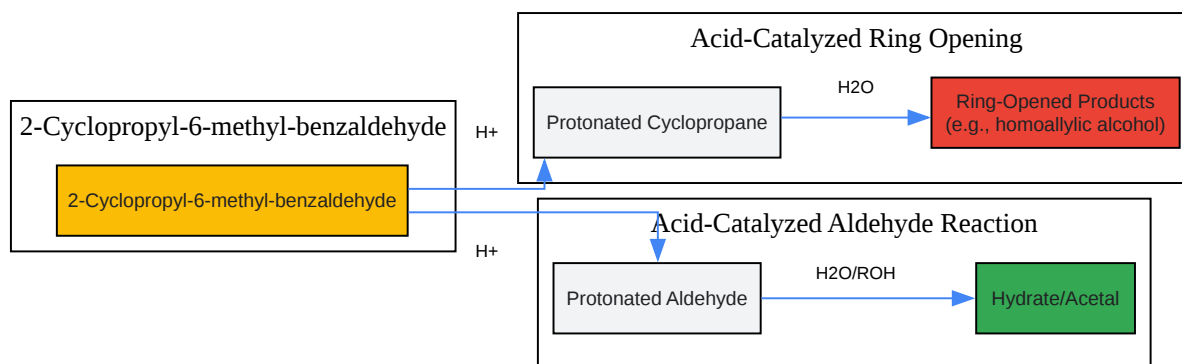 Acid-Catalyzed Ring Opening
2-Cyclopropyl-6-methyl-benzaldehyde
H+
Protonated Cyclopropane
H2O
Ring-Opened Products
(e.g., homoallylic alcohol)
2-Cyclopropyl-6-methyl-benzaldehyde
H+
Acid-Catalyzed Aldehyde Reaction
Protonated Aldehyde
H2O/ROH
Hydrate/Acetal